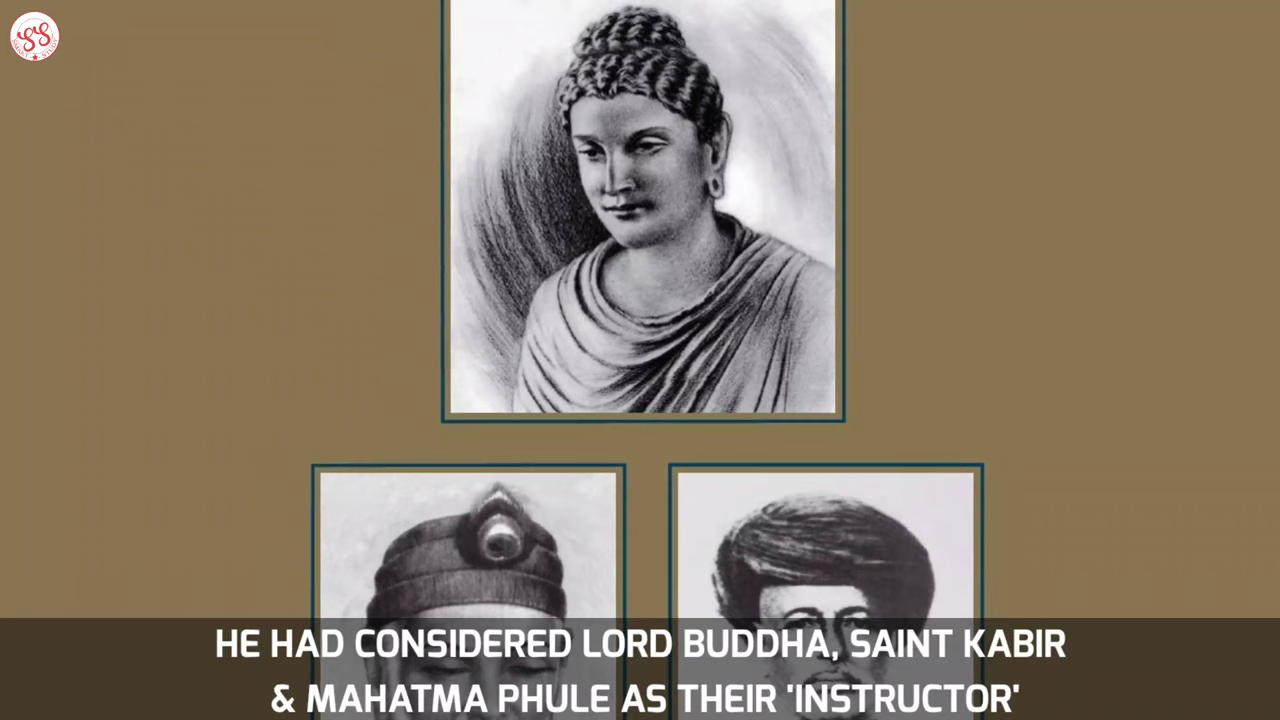 HE HAD CONSIDERED LORD BUDDHA, SAINT KABIR
& MAHATMA PHULE AS THEIR 'INSTRUCTOR'